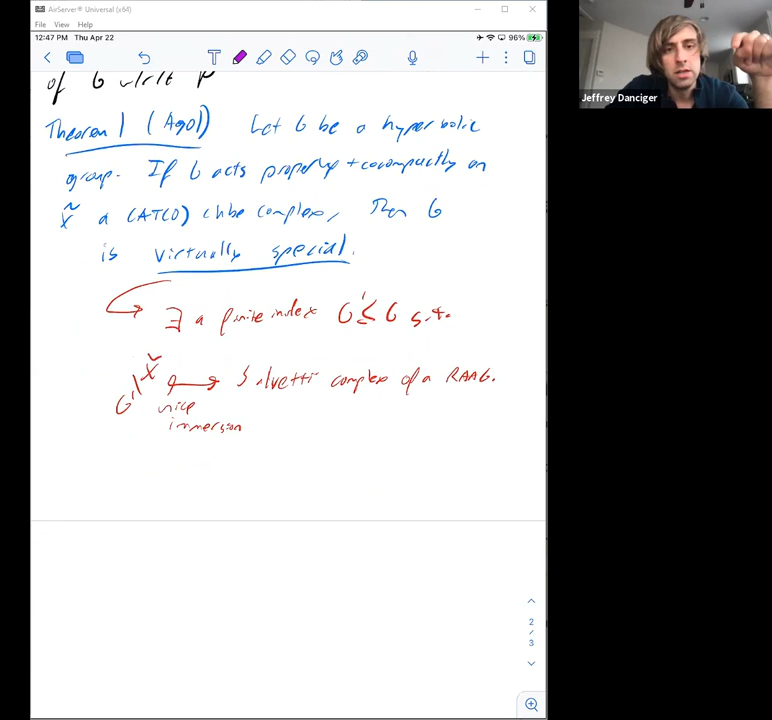 AirServer® Universal (x64)
File Edit View Help
12:47 PM Thu Apr 22
96%
Jeffrey Danciger
of G w/r/t P
Theorem 1 (Agol) Let G be a hyperbolic
group. If G acts properly + cocompactly on
X̃ a CAT(0) cube complex, then G
is virtually special.
∃ a finite index G' ≤ G s.t.
G'\X̃ ↪ Salvetti complex of a RAAG.
nice
immersion
2
/
3